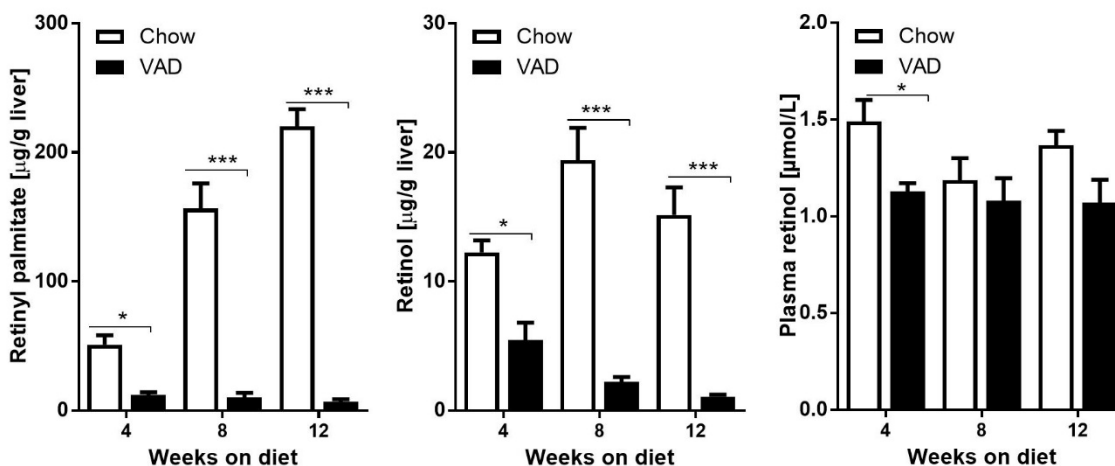 Retinyl palmitate [µg/g liver]
300
200
100
0
Chow
VAD
*
***
***
4 8 12
Weeks on diet
Retinol [µg/g liver]
30
20
10
0
Chow
VAD
*
***
***
4 8 12
Weeks on diet
Plasma retinol [µmol/L]
2.0
1.5
1.0
0.5
0.0
Chow
VAD
*
4 8 12
Weeks on diet